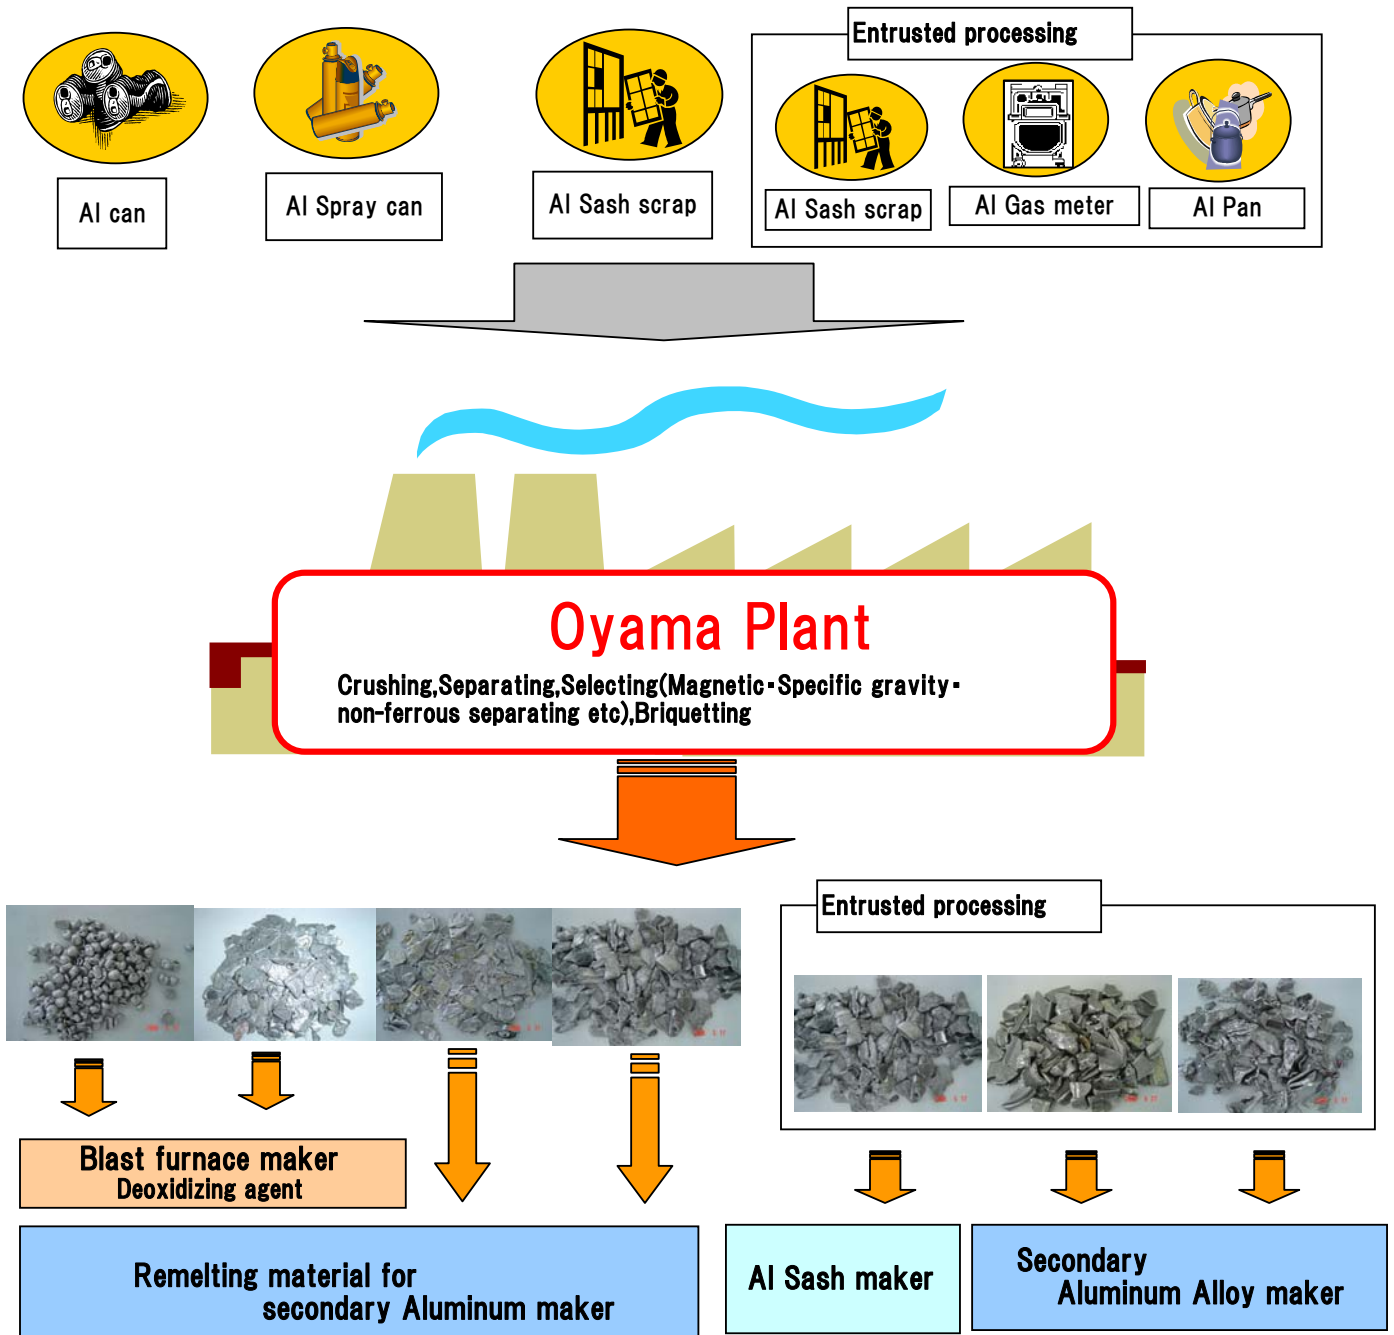 Entrusted processing
Al can
Al Spray can
Al Sash scrap
Al Sash scrap
Al Gas meter
Al Pan
Oyama Plant
Crushing,Separating,Selecting(Magnetic・Specific gravity・
non-ferrous separating etc),Briquetting
Entrusted processing
Blast furnace maker
Deoxidizing agent
Remelting material for
secondary Aluminum maker
Al Sash maker
Secondary
Aluminum Alloy maker